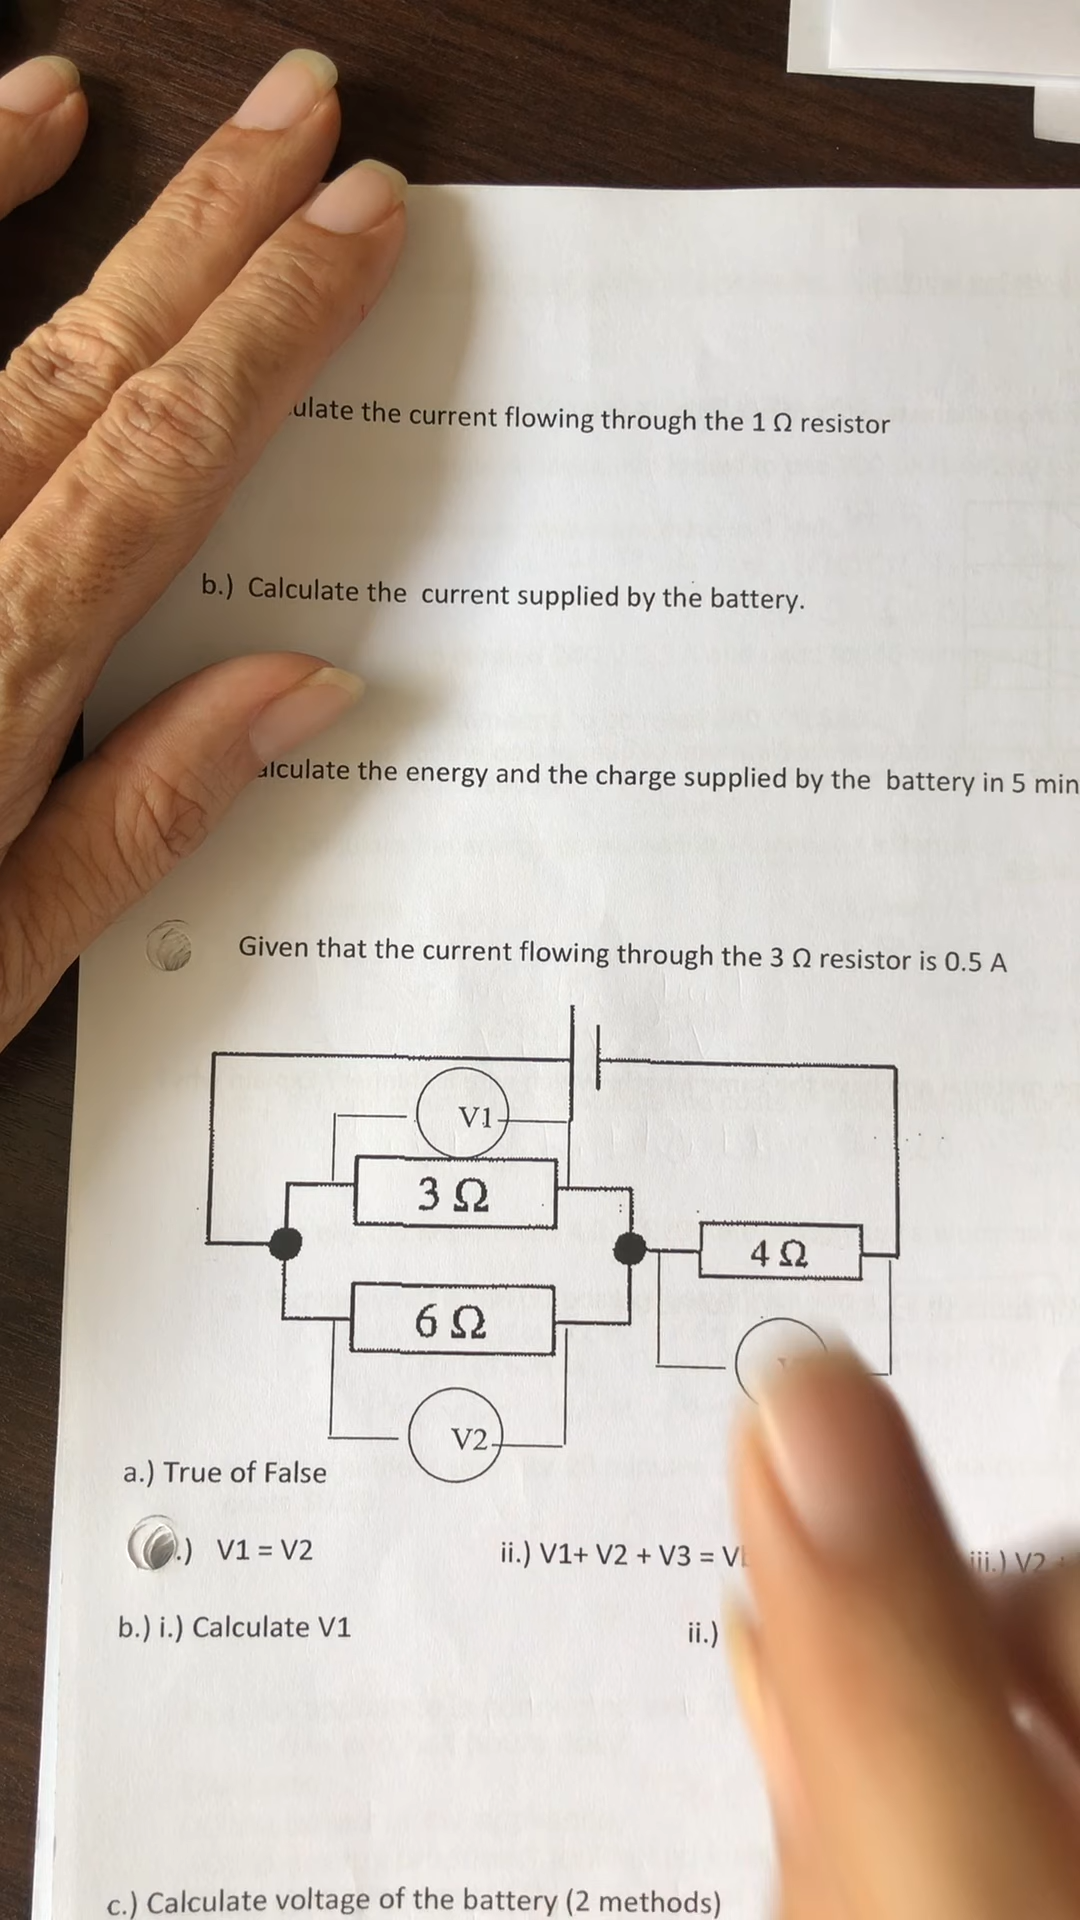 the current flowing through the 1 Ω resistor
b.) Calculate the current supplied by the battery.
the energy and the charge supplied by the battery in 5 min
Given that the current flowing through the 3 Ω resistor is 0.5 A
V1
3 Ω
4 Ω
6 Ω
V2
a.) True of False
.) V1 = V2 ii.) V1+ V2 + V3 = iii.) V2
b.) i.) Calculate V1 ii.)
c.) Calculate voltage of the battery (2 methods)